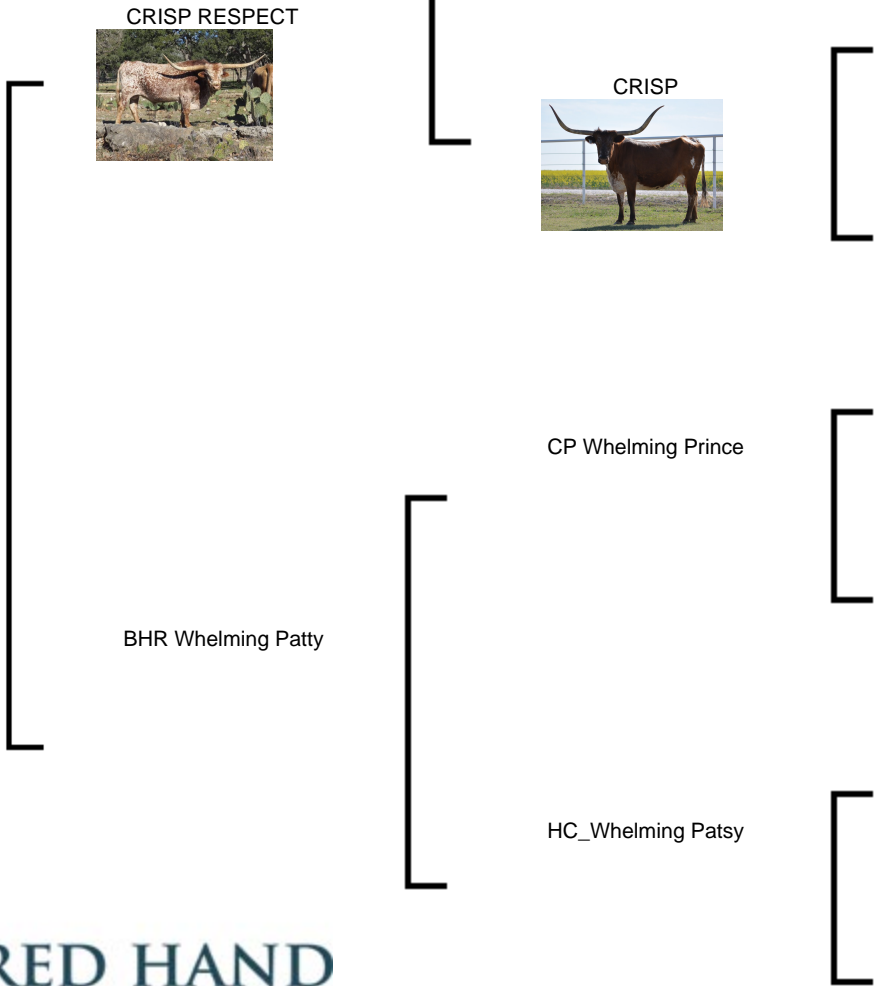 CRISP RESPECT
CRISP
CP Whelming Prince
BHR Whelming Patty
HC_Whelming Patsy
RED HAND